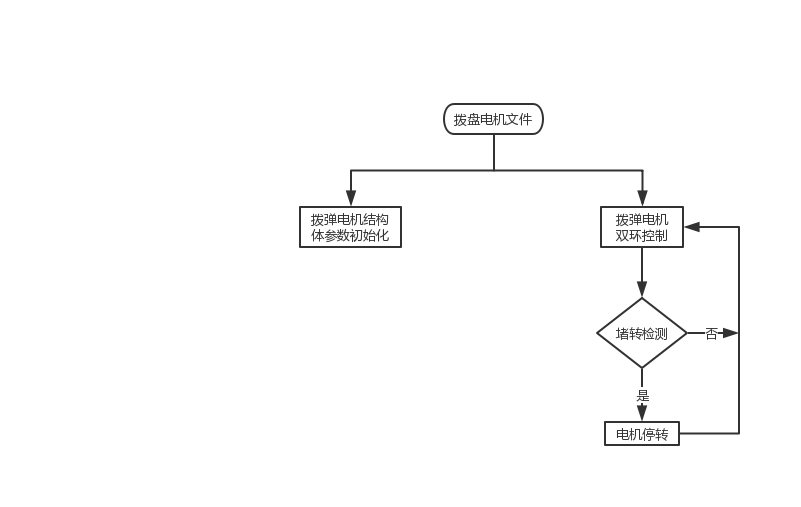 拨盘电机文件
拨弹电机结构
体参数初始化
拨弹电机
双环控制
堵转检测
否
是
电机停转